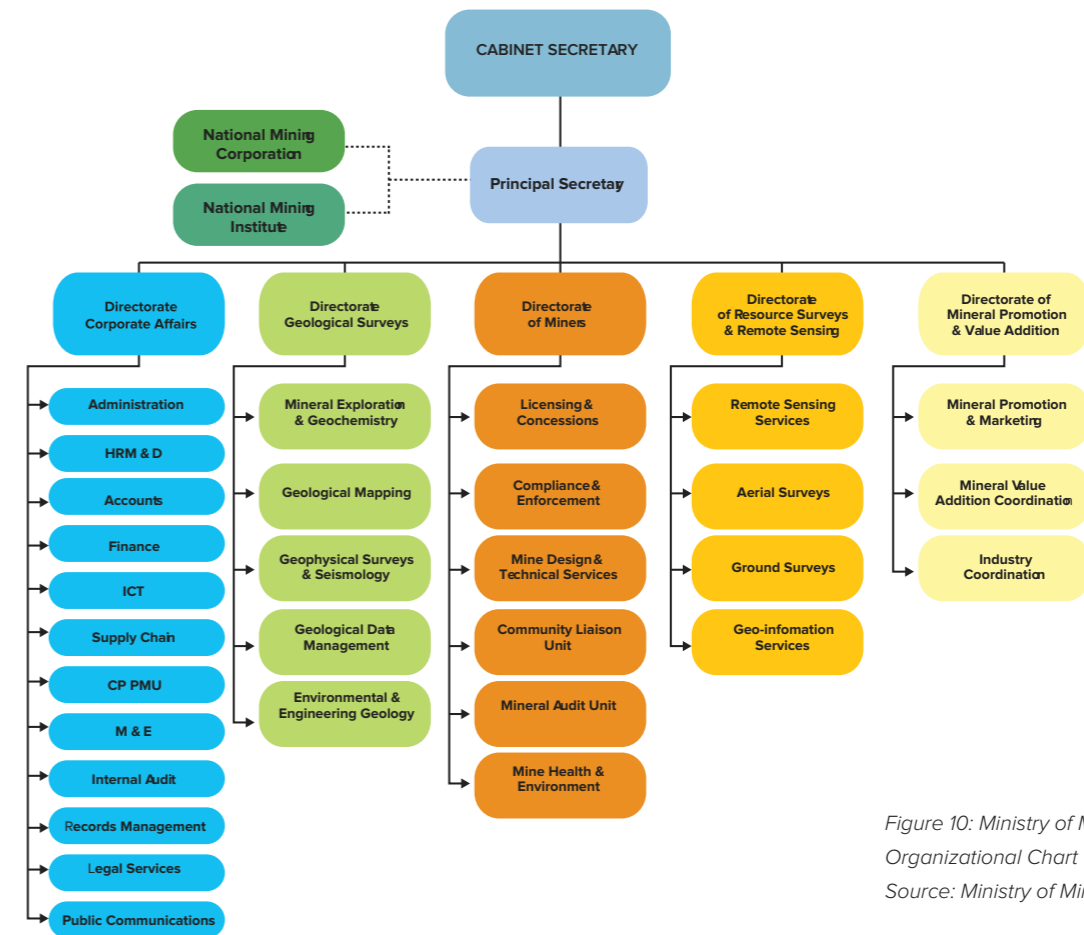 CABINET SECRETARY
National Mining
Corporation
National Mining
Institute
Principal Secretary
Directorate
Corporate Affairs
Administration
HRM & D
Accounts
Finance
ICT
Supply Chain
CP PMU
M & E
Internal Audit
Records Management
Legal Services
Public Communications
Directorate
Geological Surveys
Mineral Exploration
& Geochemistry
Geological Mapping
Geophysical Surveys
& Seismology
Geological Data
Management
Environmental &
Engineering Geology
Directorate
of Miners
Licensing &
Concessions
Compliance &
Enforcement
Mine Design &
Technical Services
Community Liaison
Unit
Mineral Audit Unit
Mine Health &
Environment
Directorate
of Resource Surveys
& Remote Sensing
Remote Sensing
Services
Aerial Surveys
Ground Surveys
Geo-infomation
Services
Directorate of
Mineral Promotion
& Value Addition
Mineral Promotion
& Marketing
Mineral Value
Addition Coordination
Industry
Coordination
Figure 10: Ministry of
Organizational Chart
Source: Ministry of